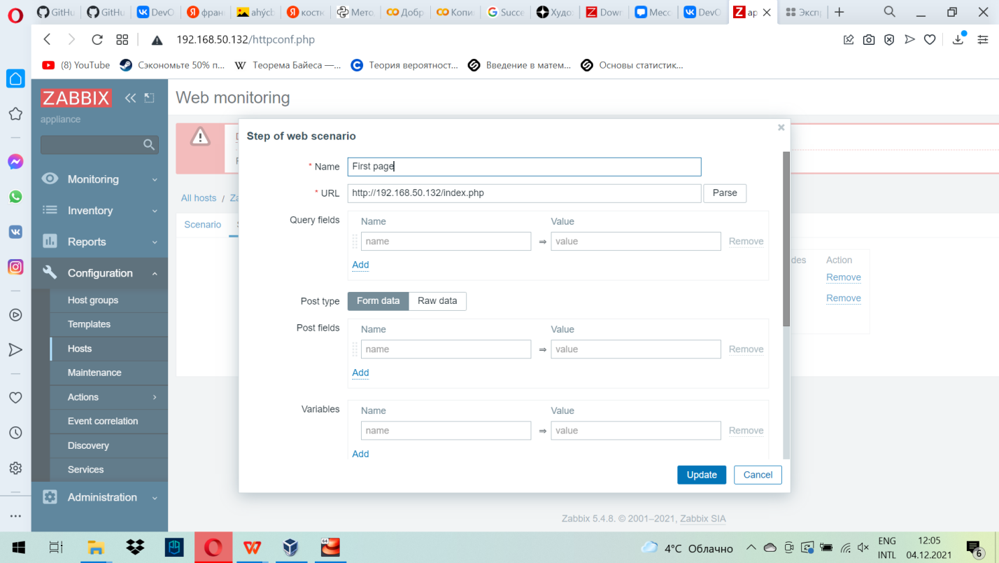 GitHu
GitHu
DevO
фран
ahýcb
костю
Мето
Добр
Копи
Succe
Худо
Dow
Месс
DevO
ар
Эксп
192.168.50.132/httpconf.php
(8) YouTube
Сэкономьте 50% п...
W Теорема Байеса —...
Теория вероятност...
Введение в матем...
Основы статистик...
ZABBIX
appliance
Web monitoring
Monitoring
Inventory
Reports
Configuration
Host groups
Templates
Hosts
Maintenance
Actions
Event correlation
Discovery
Services
Administration
All hosts / Za
Scenario
Step of web scenario
* Name First page
* URL http://192.168.50.132/index.php Parse
Query fields Name Value
name ⇒ value Remove
Add
Post type Form data Raw data
Post fields Name Value
name ⇒ value Remove
Add
Variables Name Value
name ⇒ value Remove
Add
Update Cancel
des Action
Remove
Remove
Zabbix 5.4.8. © 2001–2021, Zabbix SIA
64
4°C Облачно
ENG
INTL
12:05
04.12.2021
6